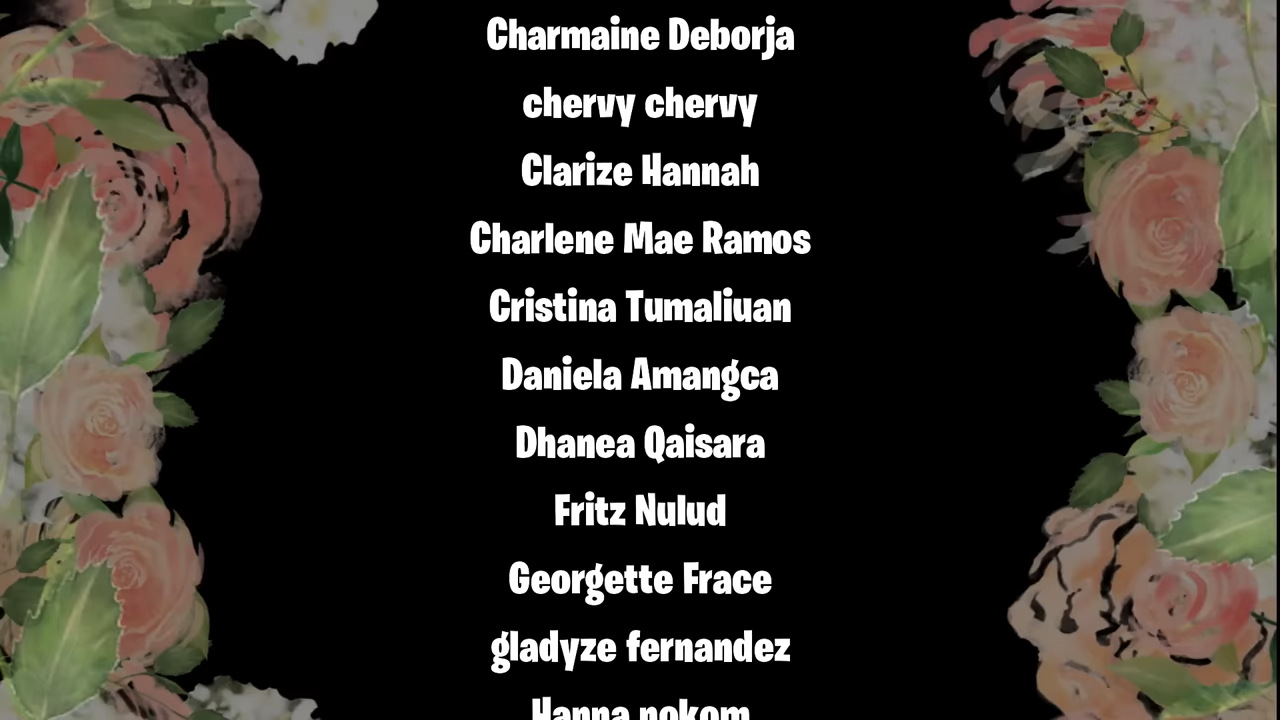 Charmaine Deborja
chervy chervy
Clarize Hannah
Charlene Mae Ramos
Cristina Tumaliuan
Daniela Amangca
Dhanea Qaisara
Fritz Nulud
Georgette Frace
gladyze fernandez
Hanna